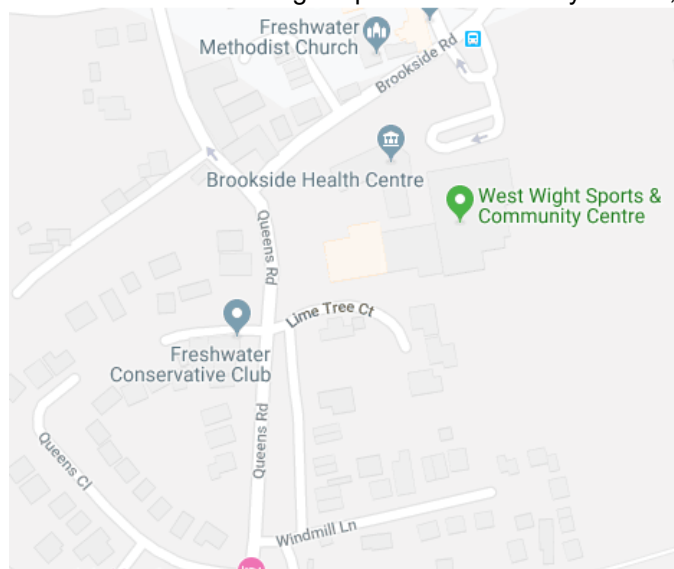 Freshwater
Methodist Church
Brookside Rd
Brookside Health Centre
West Wight Sports &
Community Centre
Queens Rd
Lime Tree Ct
Freshwater
Conservative Club
Queens Rd
Queens Cl
Windmill Ln